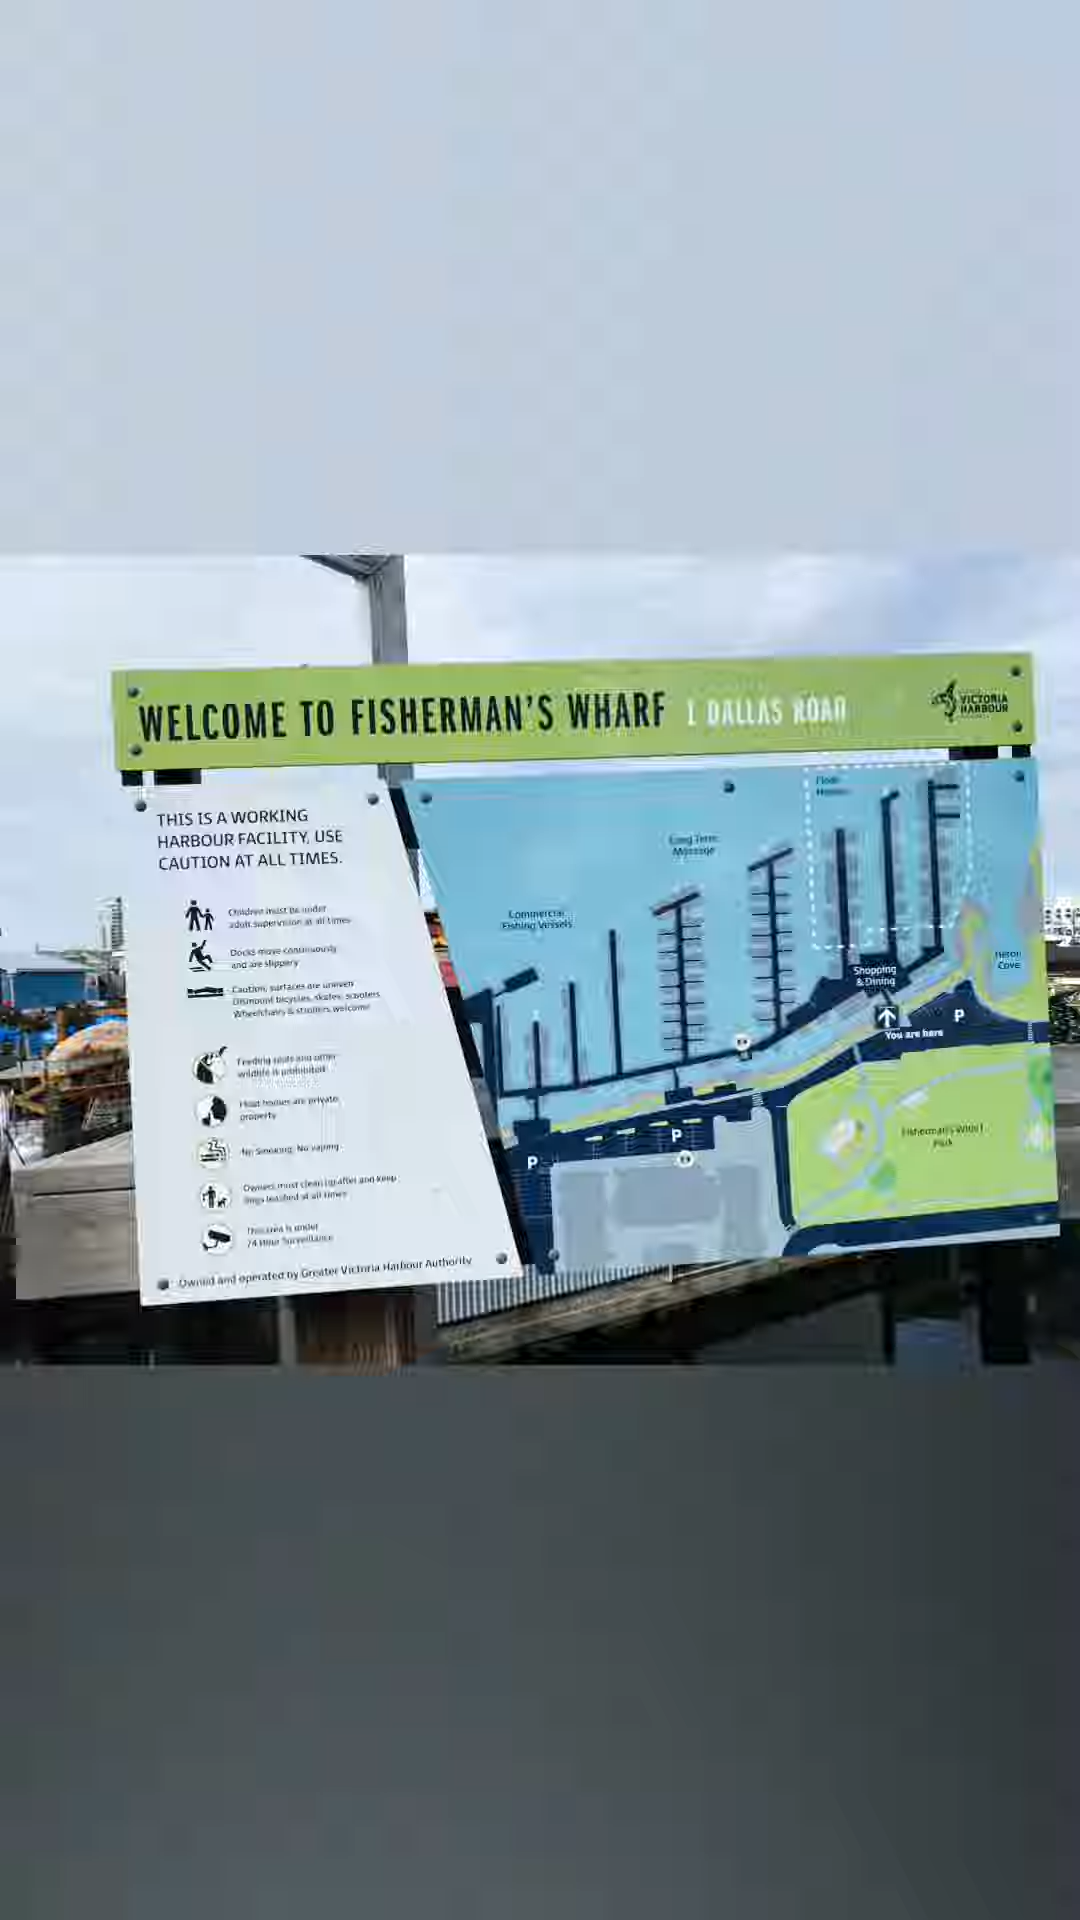 WELCOME TO FISHERMAN'S WHARF 1 DALLAS ROAD
VICTORIA
HARBOUR
THIS IS A WORKING
HARBOUR FACILITY, USE
CAUTION AT ALL TIMES.
Children must be under
adult supervision at all times
Docks move continuously
and are slippery
Caution, surfaces are uneven
Dismount bicycles, skates, scooters
Wheelchairs & strollers welcome
Feeding seals and other
wildlife is prohibited
Float homes are private
property
No Smoking. No vaping
Owners must clean up after and keep
dogs leashed at all times
This area is under
24 Hour Surveillance
Owned and operated by Greater Victoria Harbour Authority
Float
Homes
Long Term
Moorage
Commercial
Fishing Vessels
Heron
Cove
Shopping
& Dining
P
You are here
Fisherman's Wharf
Park
P
P